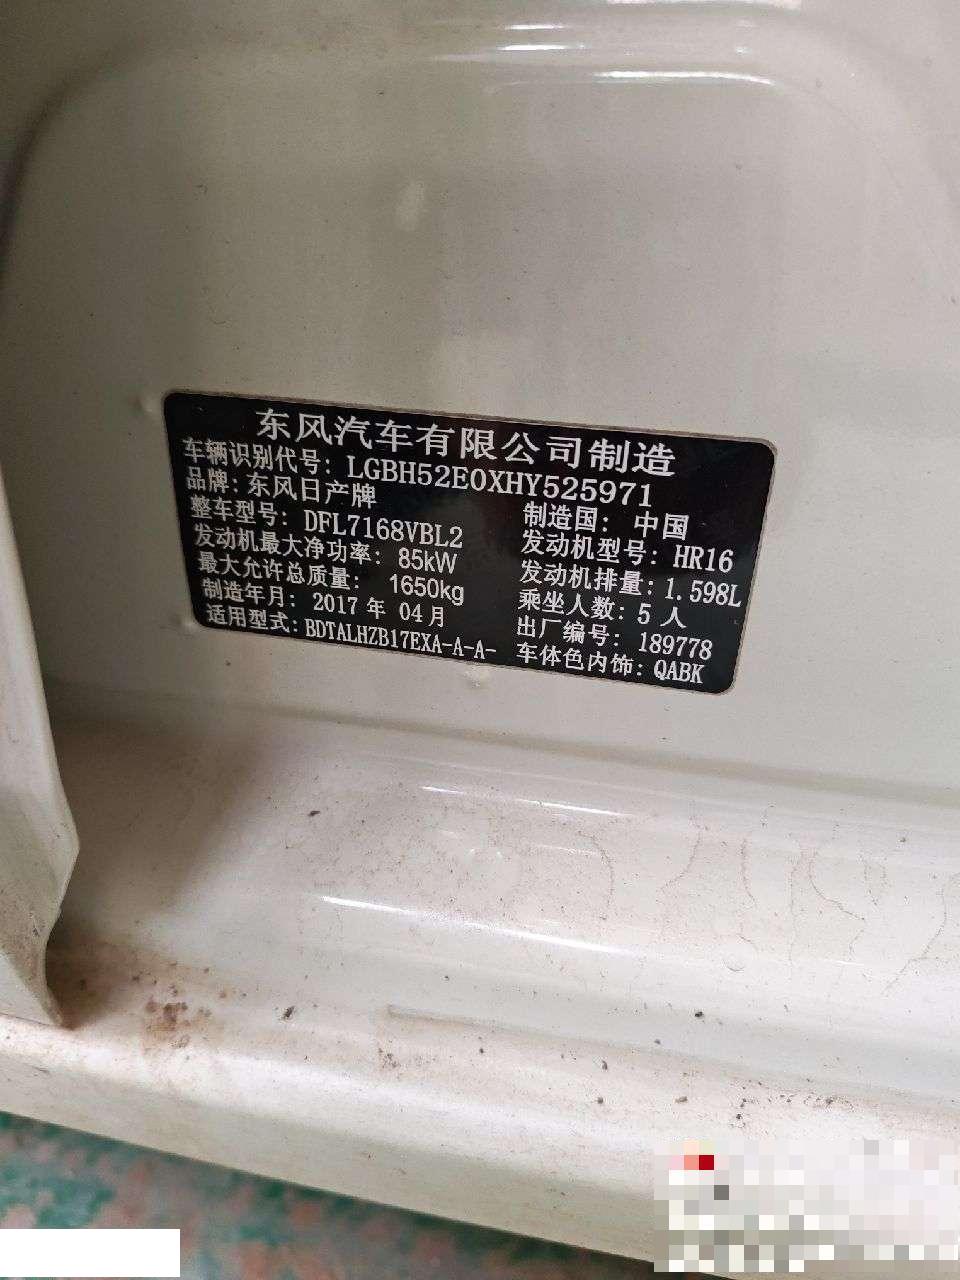 东风汽车有限公司制造
车辆识别代号: LGBH52E0XHY525971
品牌: 东风日产牌 制造国: 中国
整车型号: DFL7168VBL2 发动机型号: HR16
发动机最大净功率: 85kW 发动机排量: 1.598L
最大允许总质量: 1650kg 乘坐人数: 5 人
制造年月: 2017 年 04 月 出厂编号: 189778
适用型式: BDTALHZB17EXA-A-A- 车体色内饰: QABK